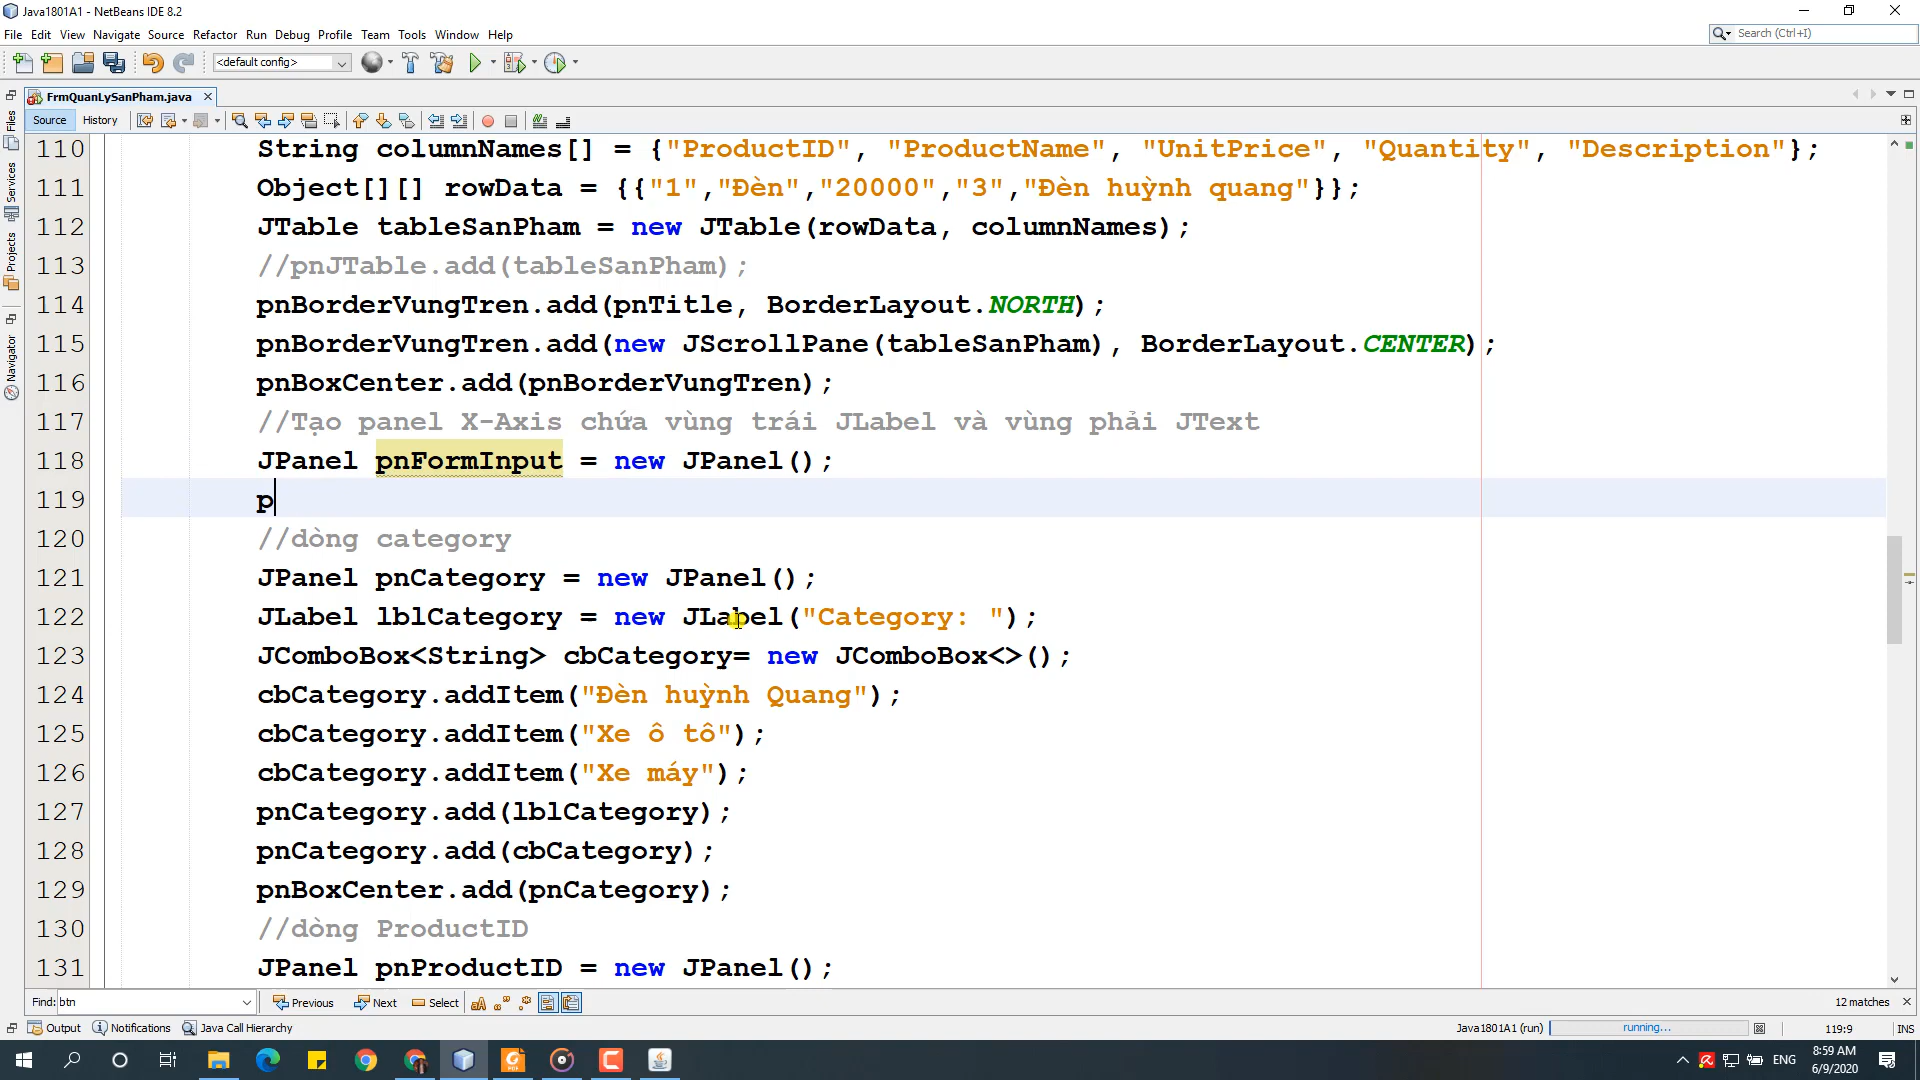 Java1801A1 - NetBeans IDE 8.2
File Edit View Navigate Source Refactor Run Debug Profile Team Tools Window Help
Search (Ctrl+I)
<default config>
FrmQuanLySanPham.java
Source History
Files
Services
Projects
Navigator
110 String columnNames[] = {"ProductID", "ProductName", "UnitPrice", "Quantity", "Description"};
111 Object[][] rowData = {{"1","Đèn","20000","3","Đèn huỳnh quang"}};
112 JTable tableSanPham = new JTable(rowData, columnNames);
113 //pnJTable.add(tableSanPham);
114 pnBorderVungTren.add(pnTitle, BorderLayout.NORTH);
115 pnBorderVungTren.add(new JScrollPane(tableSanPham), BorderLayout.CENTER);
116 pnBoxCenter.add(pnBorderVungTren);
117 //Tạo panel X-Axis chứa vùng trái JLabel và vùng phải JText
118 JPanel pnFormInput = new JPanel();
119 p
120 //dòng category
121 JPanel pnCategory = new JPanel();
122 JLabel lblCategory = new JLabel("Category: ");
123 JComboBox<String> cbCategory= new JComboBox<>();
124 cbCategory.addItem("Đèn huỳnh Quang");
125 cbCategory.addItem("Xe ô tô");
126 cbCategory.addItem("Xe máy");
127 pnCategory.add(lblCategory);
128 pnCategory.add(cbCategory);
129 pnBoxCenter.add(pnCategory);
130 //dòng ProductID
131 JPanel pnProductID = new JPanel();
Find: btn Previous Next Select 12 matches
Output Notifications Java Call Hierarchy Java1801A1 (run) running... 119:9 INS
ENG 8:59 AM
6/9/2020